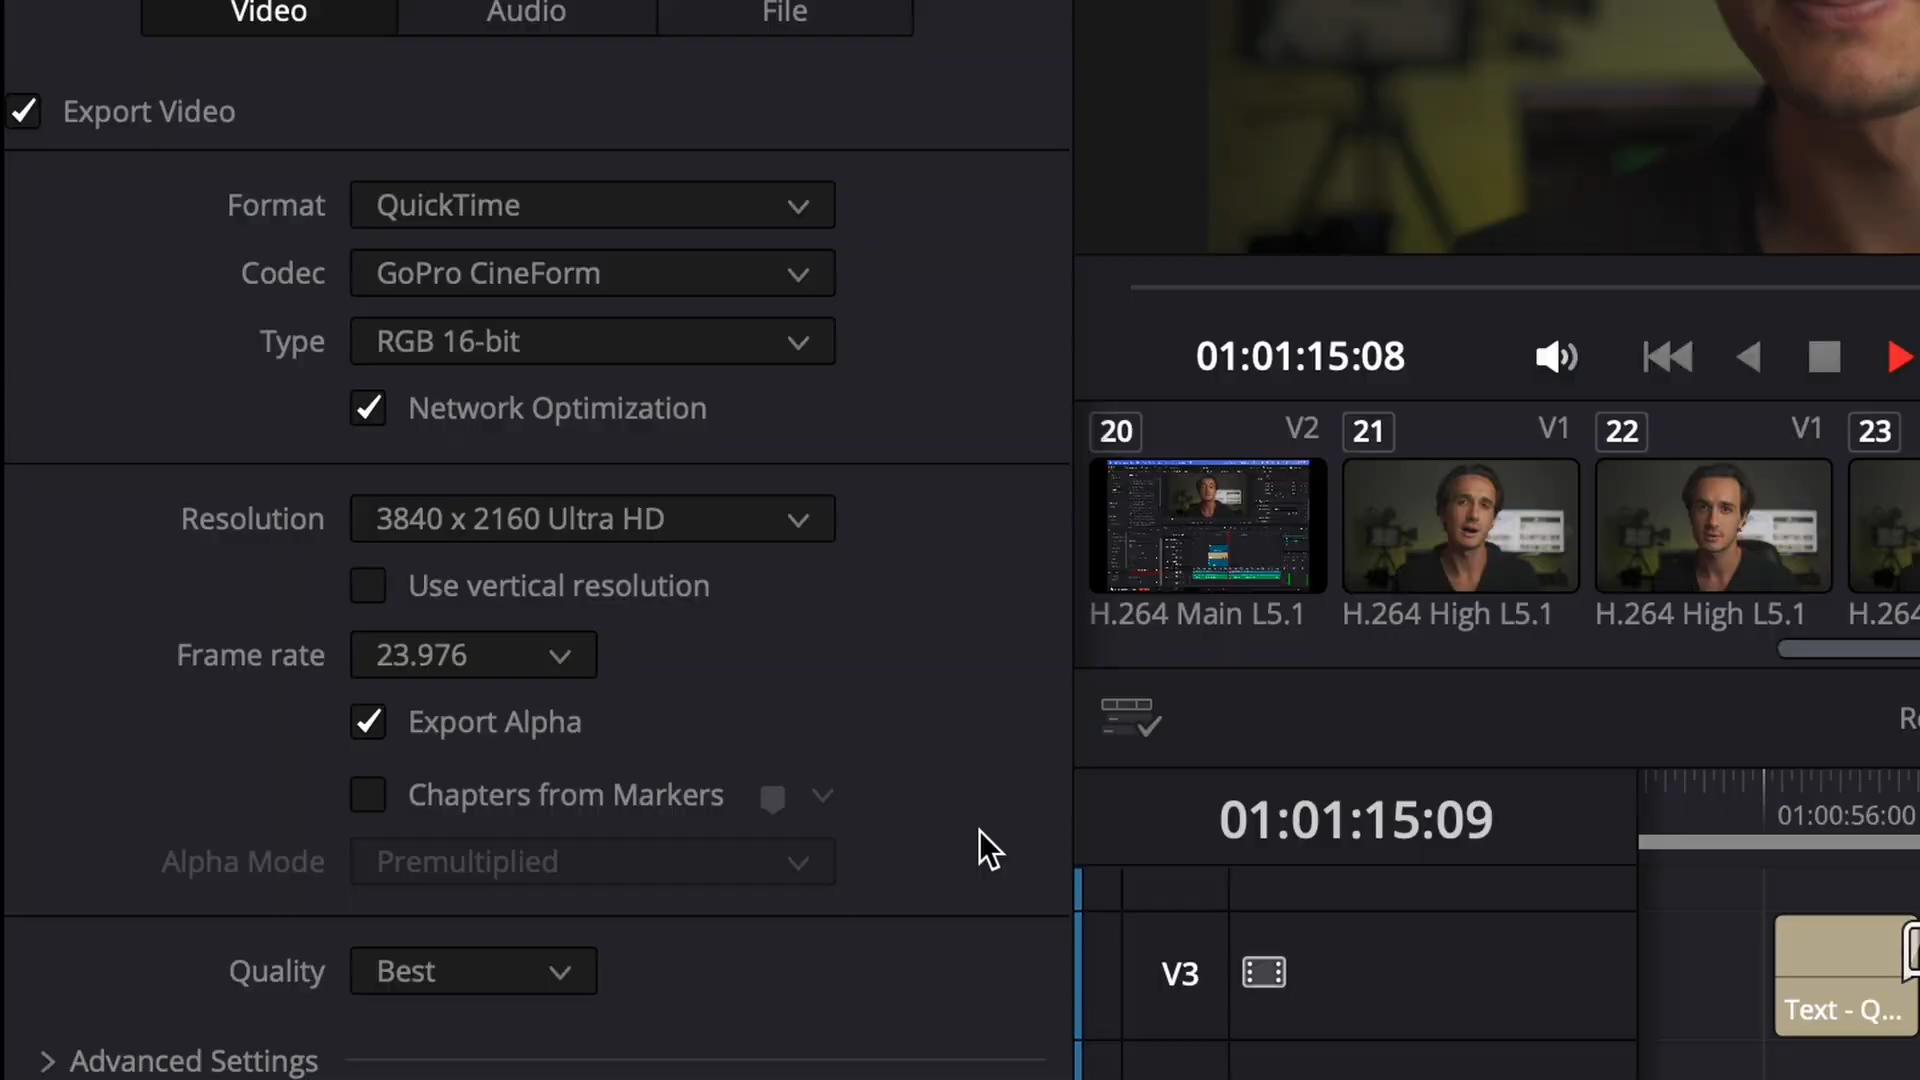 Video
Audio
File
Export Video
Format
QuickTime
Codec
GoPro CineForm
Type
RGB 16-bit
Network Optimization
Resolution
3840 x 2160 Ultra HD
Use vertical resolution
Frame rate
23.976
Export Alpha
Chapters from Markers
Alpha Mode
Premultiplied
Quality
Best
Advanced Settings
01:01:15:08
20
V2
21
V1
22
V1
23
H.264 Main L5.1
H.264 High L5.1
H.264 High L5.1
H.264
01:01:15:09
01:00:56:00
V3
Text - Q...